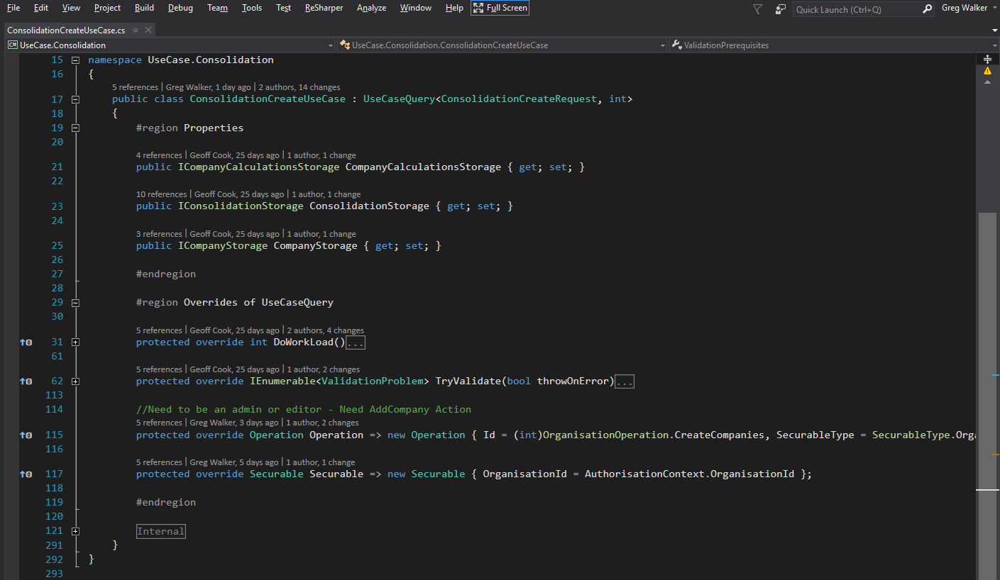 File Edit View Project Build Debug Team Tools Test ReSharper Analyze Window Help Full Screen Quick Launch (Ctrl+Q) Greg Walker
ConsolidationCreateUseCase.cs
C# UseCase.Consolidation UseCase.Consolidation.ConsolidationCreateUseCase ValidationPrerequisites
15 namespace UseCase.Consolidation
16 {
5 references | Greg Walker, 1 day ago | 2 authors, 14 changes
17 public class ConsolidationCreateUseCase : UseCaseQuery<ConsolidationCreateRequest, int>
18 {
19 #region Properties
20
4 references | Geoff Cook, 25 days ago | 1 author, 1 change
21 public ICompanyCalculationsStorage CompanyCalculationsStorage { get; set; }
22
10 references | Geoff Cook, 25 days ago | 1 author, 1 change
23 public IConsolidationStorage ConsolidationStorage { get; set; }
24
3 references | Geoff Cook, 25 days ago | 1 author, 1 change
25 public ICompanyStorage CompanyStorage { get; set; }
26
27 #endregion
28
29 #region Overrides of UseCaseQuery
30
5 references | Geoff Cook, 25 days ago | 2 authors, 4 changes
31 protected override int DoWorkLoad()...
61
5 references | Geoff Cook, 25 days ago | 1 author, 2 changes
62 protected override IEnumerable<ValidationProblem> TryValidate(bool throwOnError)...
113
114 //Need to be an admin or editor - Need AddCompany Action
5 references | Greg Walker, 3 days ago | 1 author, 2 changes
115 protected override Operation Operation => new Operation { Id = (int)OrganisationOperation.CreateCompanies, SecurableType = SecurableType.Orga
116
5 references | Greg Walker, 5 days ago | 1 author, 1 change
117 protected override Securable Securable => new Securable { OrganisationId = AuthorisationContext.OrganisationId };
118
119 #endregion
120
121 Internal
291 }
292 }
293